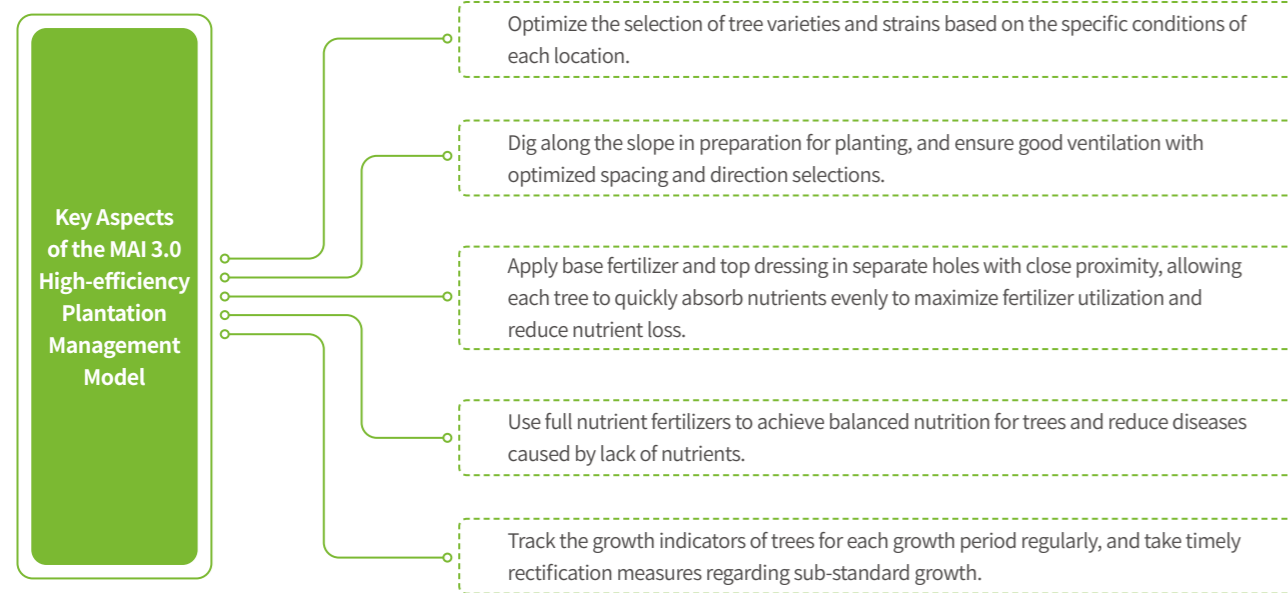 Key Aspects
of the MAI 3.0
High-efficiency
Plantation
Management
Model
Optimize the selection of tree varieties and strains based on the specific conditions of
each location.
Dig along the slope in preparation for planting, and ensure good ventilation with
optimized spacing and direction selections.
Apply base fertilizer and top dressing in separate holes with close proximity, allowing
each tree to quickly absorb nutrients evenly to maximize fertilizer utilization and
reduce nutrient loss.
Use full nutrient fertilizers to achieve balanced nutrition for trees and reduce diseases
caused by lack of nutrients.
Track the growth indicators of trees for each growth period regularly, and take timely
rectification measures regarding sub-standard growth.